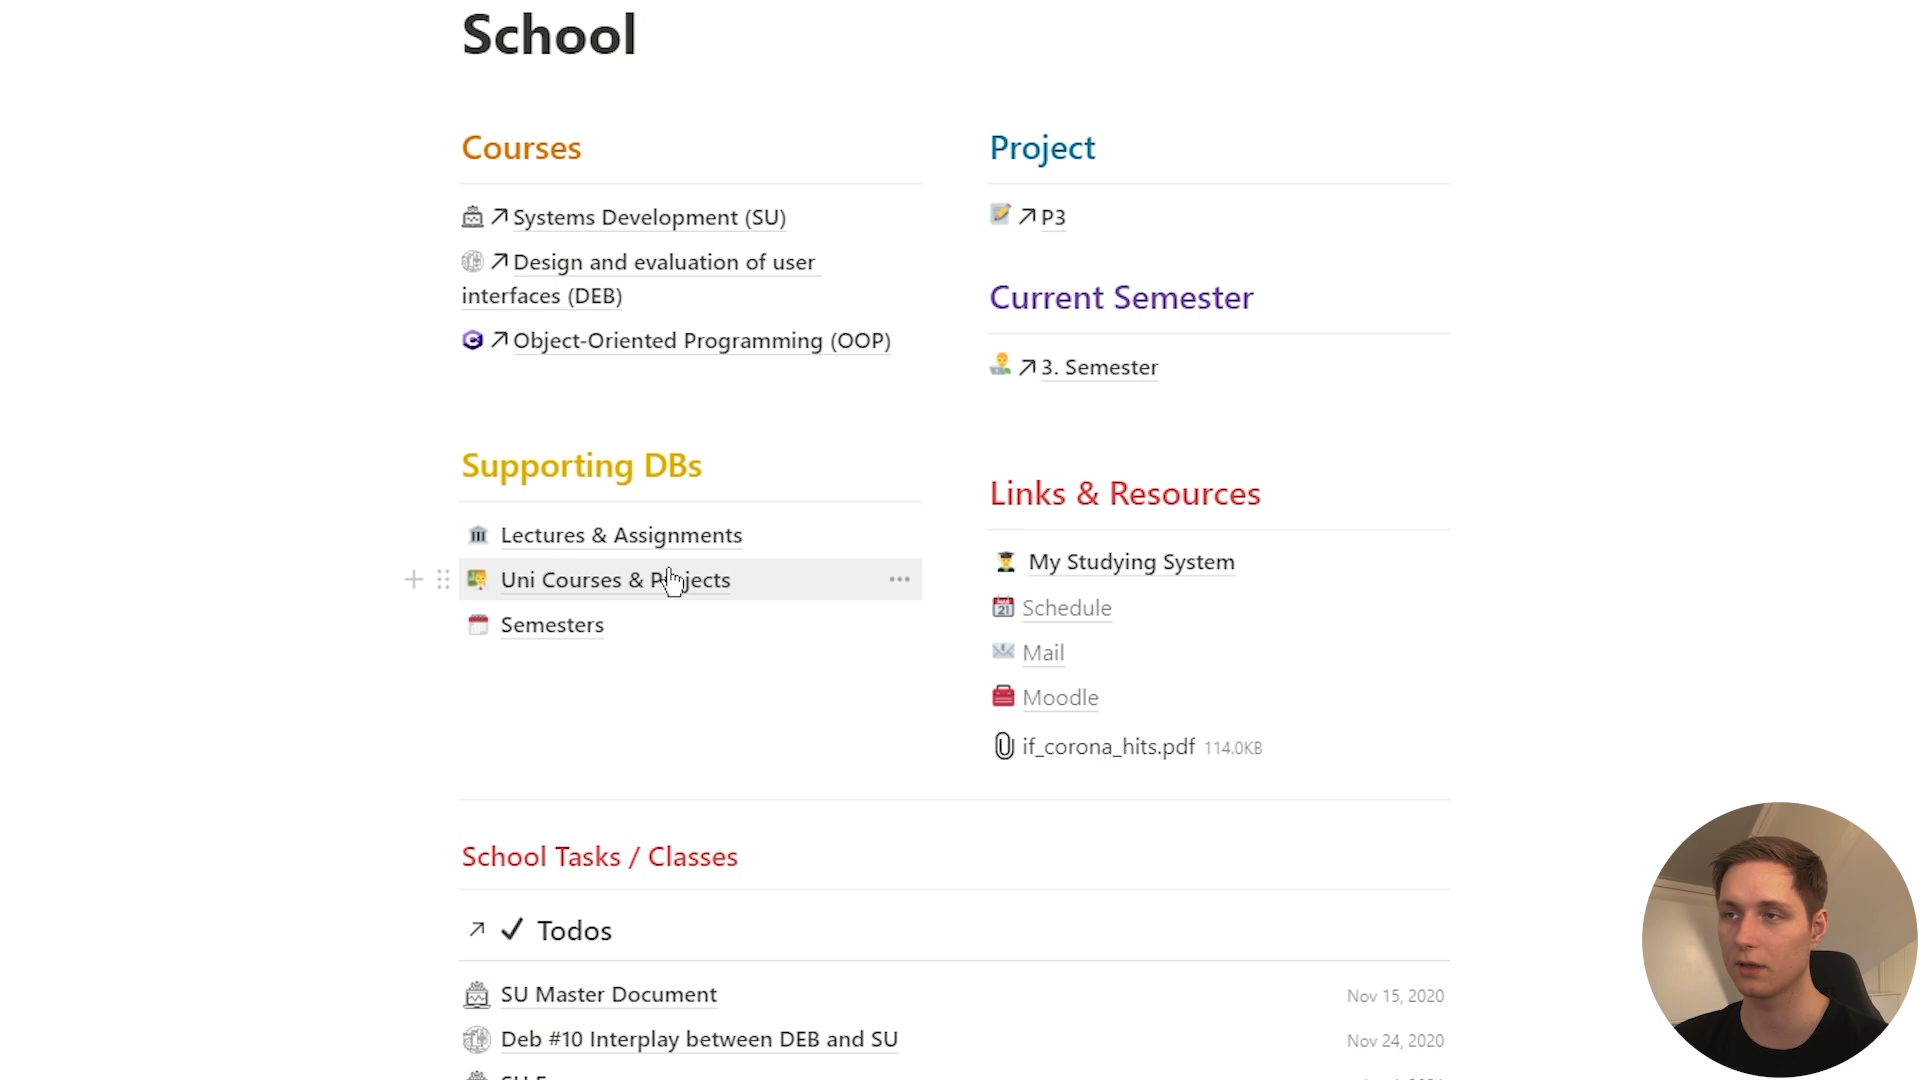 School
Courses
Systems Development (SU)
Design and evaluation of user
interfaces (DEB)
Object-Oriented Programming (OOP)
Project
P3
Current Semester
3. Semester
Supporting DBs
Lectures & Assignments
Uni Courses & Projects
Semesters
Links & Resources
My Studying System
Schedule
Mail
Moodle
if_corona_hits.pdf 114.0KB
School Tasks / Classes
Todos
SU Master Document Nov 15, 2020
Deb #10 Interplay between DEB and SU Nov 24, 2020